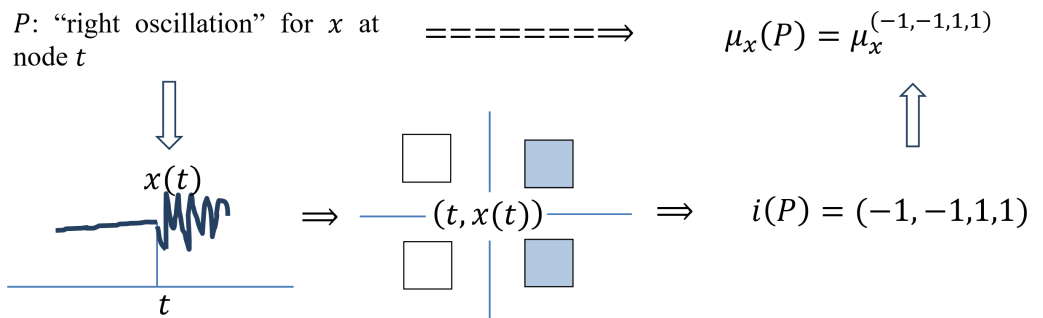 P: “right oscillation” for x at
node t
========⇒
μₓ(P) = μₓ^(−1,−1,1,1)
x(t)
⇒
(t, x(t))
⇒
i(P) = (−1, −1,1,1)
t